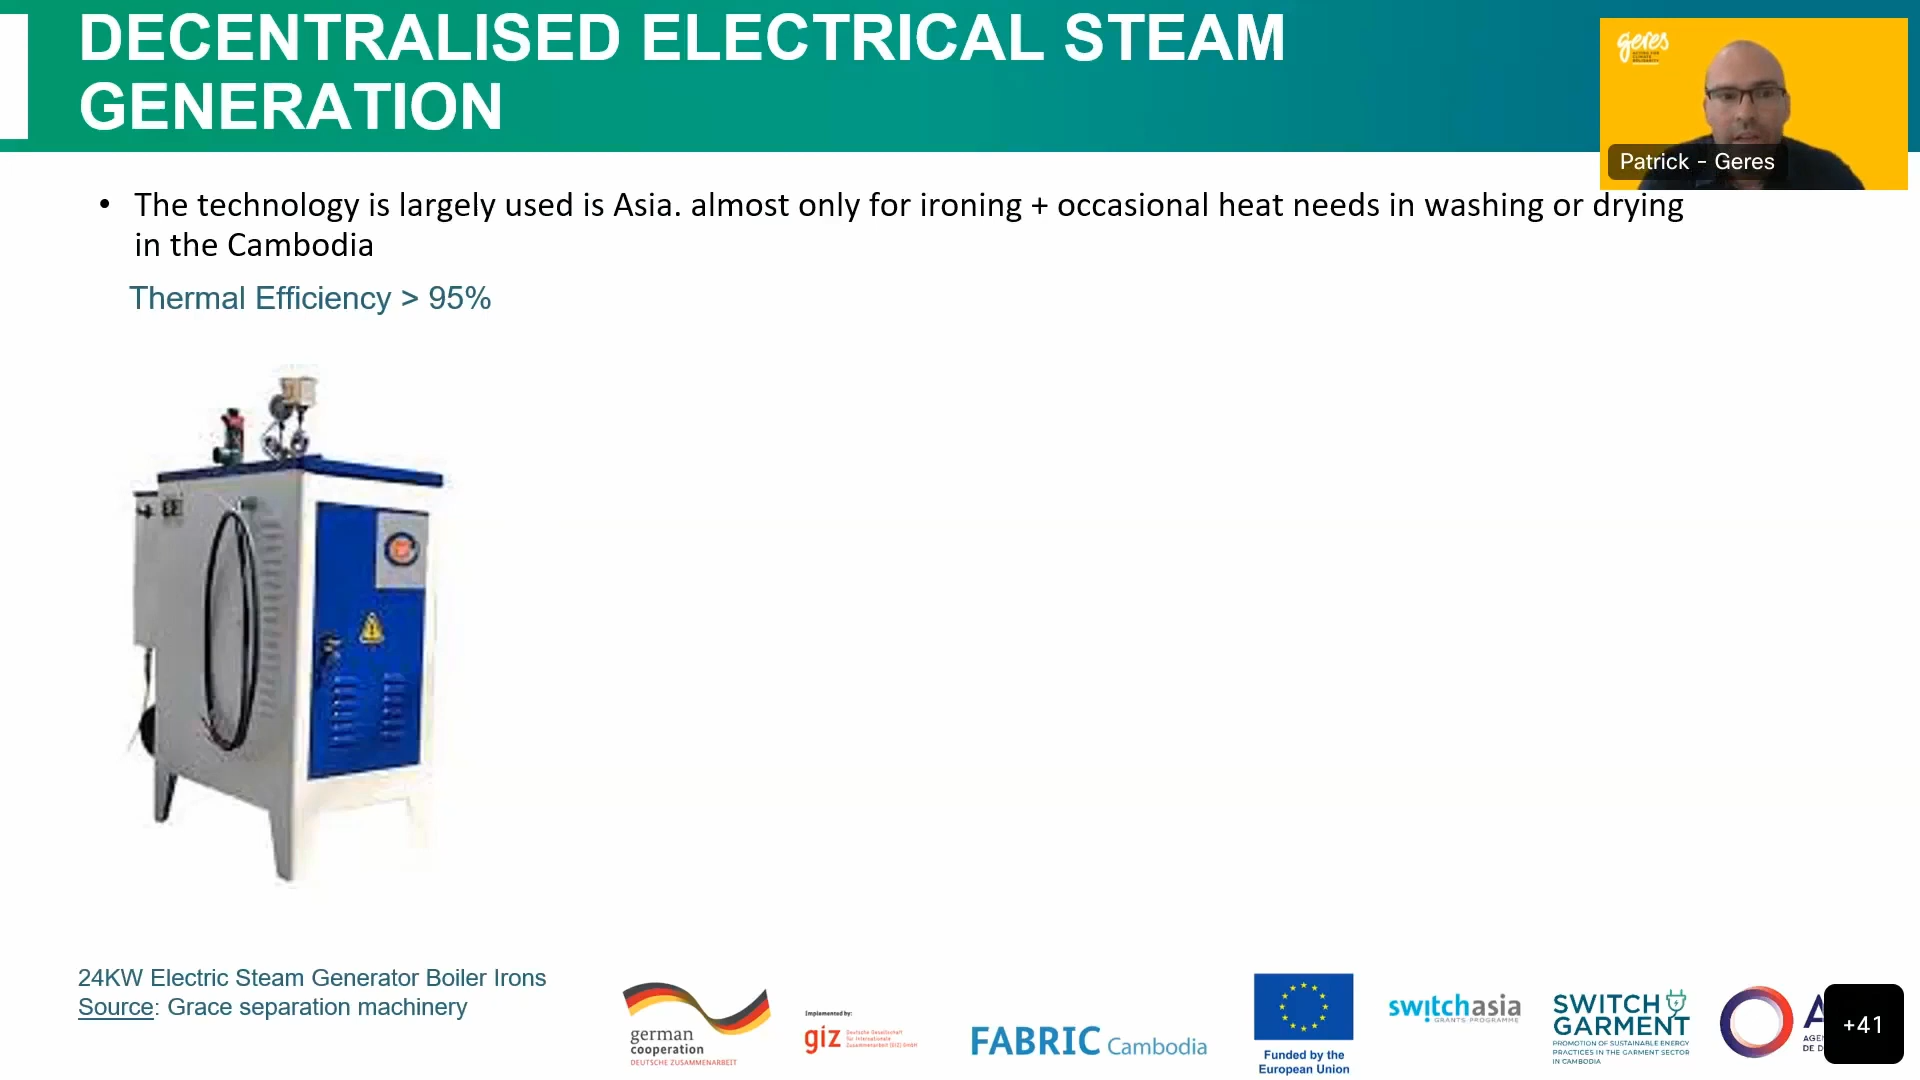 DECENTRALISED ELECTRICAL STEAM
GENERATION
geres
Patrick - Geres
• The technology is largely used is Asia. almost only for ironing + occasional heat needs in washing or drying
in the Cambodia
Thermal Efficiency > 95%
24KW Electric Steam Generator Boiler Irons
Source: Grace separation machinery
german
cooperation
DEUTSCHE ZUSAMMENARBEIT
Implemented by:
giz Deutsche Gesellschaft
für Internationale
Zusammenarbeit (GIZ) GmbH
FABRIC Cambodia
Funded by the
European Union
switchasia
GRANTS PROGRAMME
SWITCH
GARMENT
PROMOTION OF SUSTAINABLE ENERGY
PRACTICES IN THE GARMENT SECTOR
IN CAMBODIA
+41